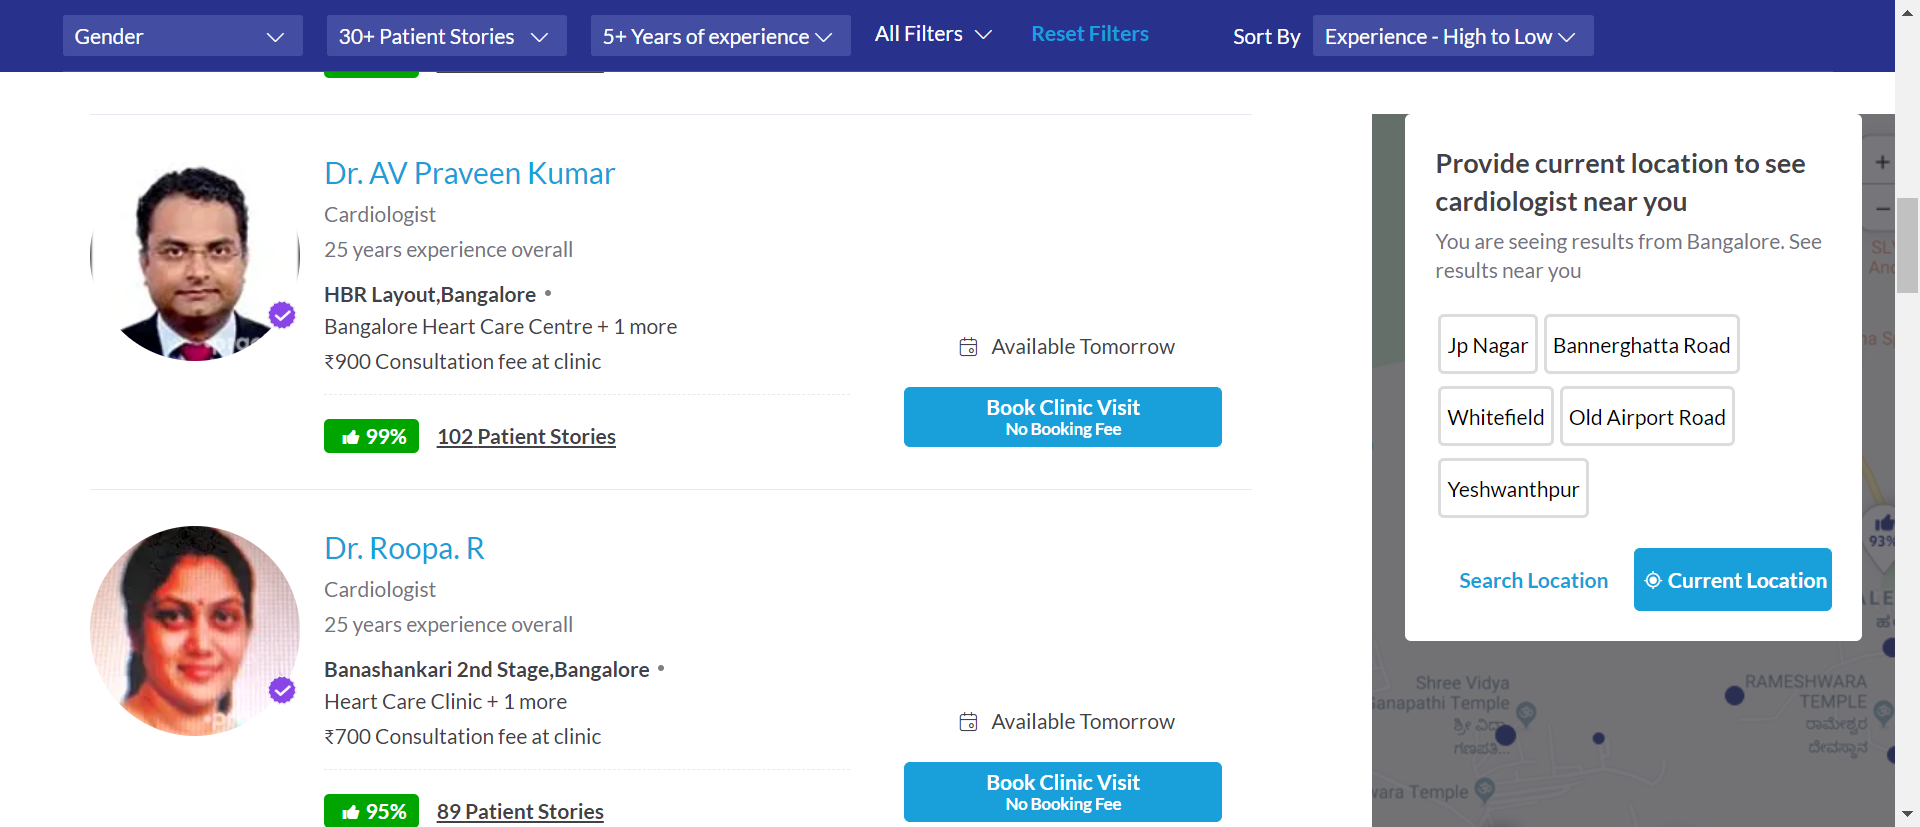 Gender
30+ Patient Stories
5+ Years of experience
All Filters
Reset Filters
Sort By
Experience - High to Low
Dr. AV Praveen Kumar
Cardiologist
25 years experience overall
HBR Layout,Bangalore •
Bangalore Heart Care Centre + 1 more
₹900 Consultation fee at clinic
99%
102 Patient Stories
Available Tomorrow
Book Clinic Visit
No Booking Fee
Dr. Roopa. R
Cardiologist
25 years experience overall
Banashankari 2nd Stage,Bangalore •
Heart Care Clinic + 1 more
₹700 Consultation fee at clinic
95%
89 Patient Stories
Available Tomorrow
Book Clinic Visit
No Booking Fee
Provide current location to see
cardiologist near you
You are seeing results from Bangalore. See
results near you
Jp Nagar
Bannerghatta Road
Whitefield
Old Airport Road
Yeshwanthpur
Search Location
Current Location
93%
Shree Vidya
Ganapathi Temple
ಶ್ರೀ ವಿದ್ಯಾ
ಗಣಪತಿ...
RAMESHWARA
TEMPLE
ರಾಮೇಶ್ವರ
ದೇವಸ್ಥಾನ
Temple